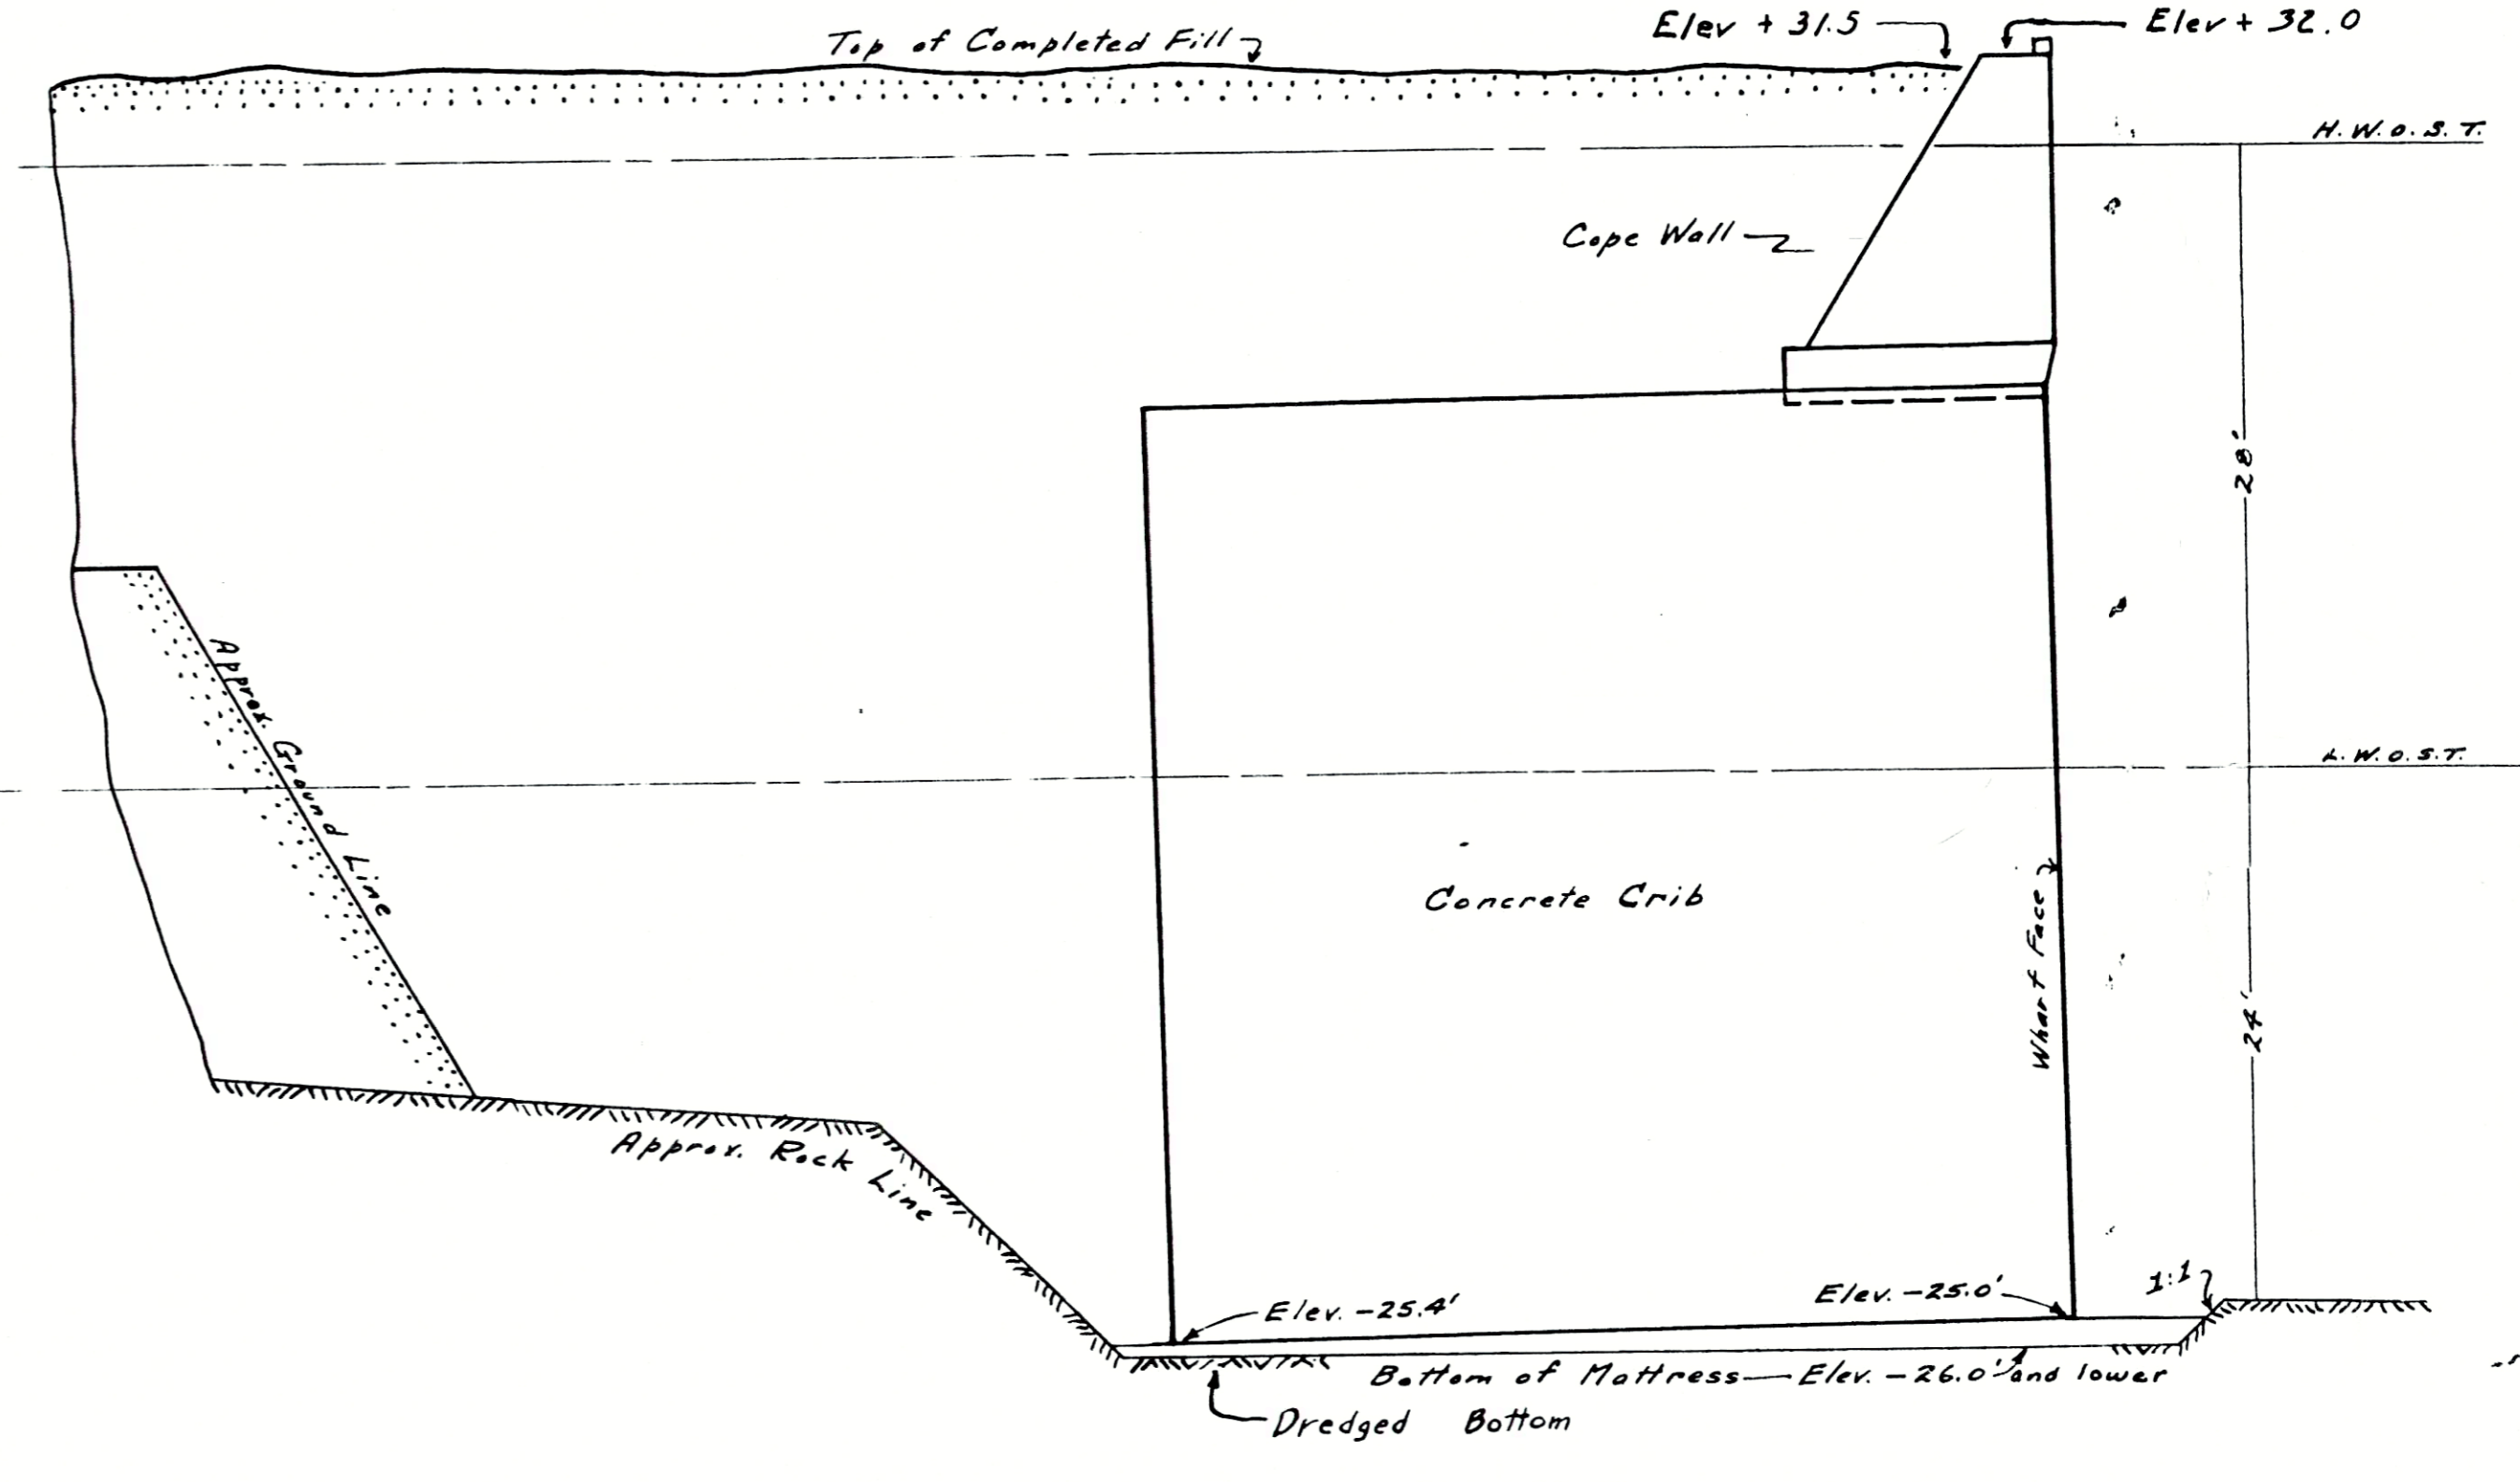 Elev + 31.5
Elev + 32.0
Top of Completed Fill
H.W.O.S.T.
Cope Wall
28'
Approx. Ground Line
L.W.O.S.T.
Concrete Crib
Wharf Face
24'
Approx. Rock Line
1:1
Elev. -25.0'
Elev. -25.4'
Bottom of Mattress — Elev. -26.0' and lower
Dredged Bottom